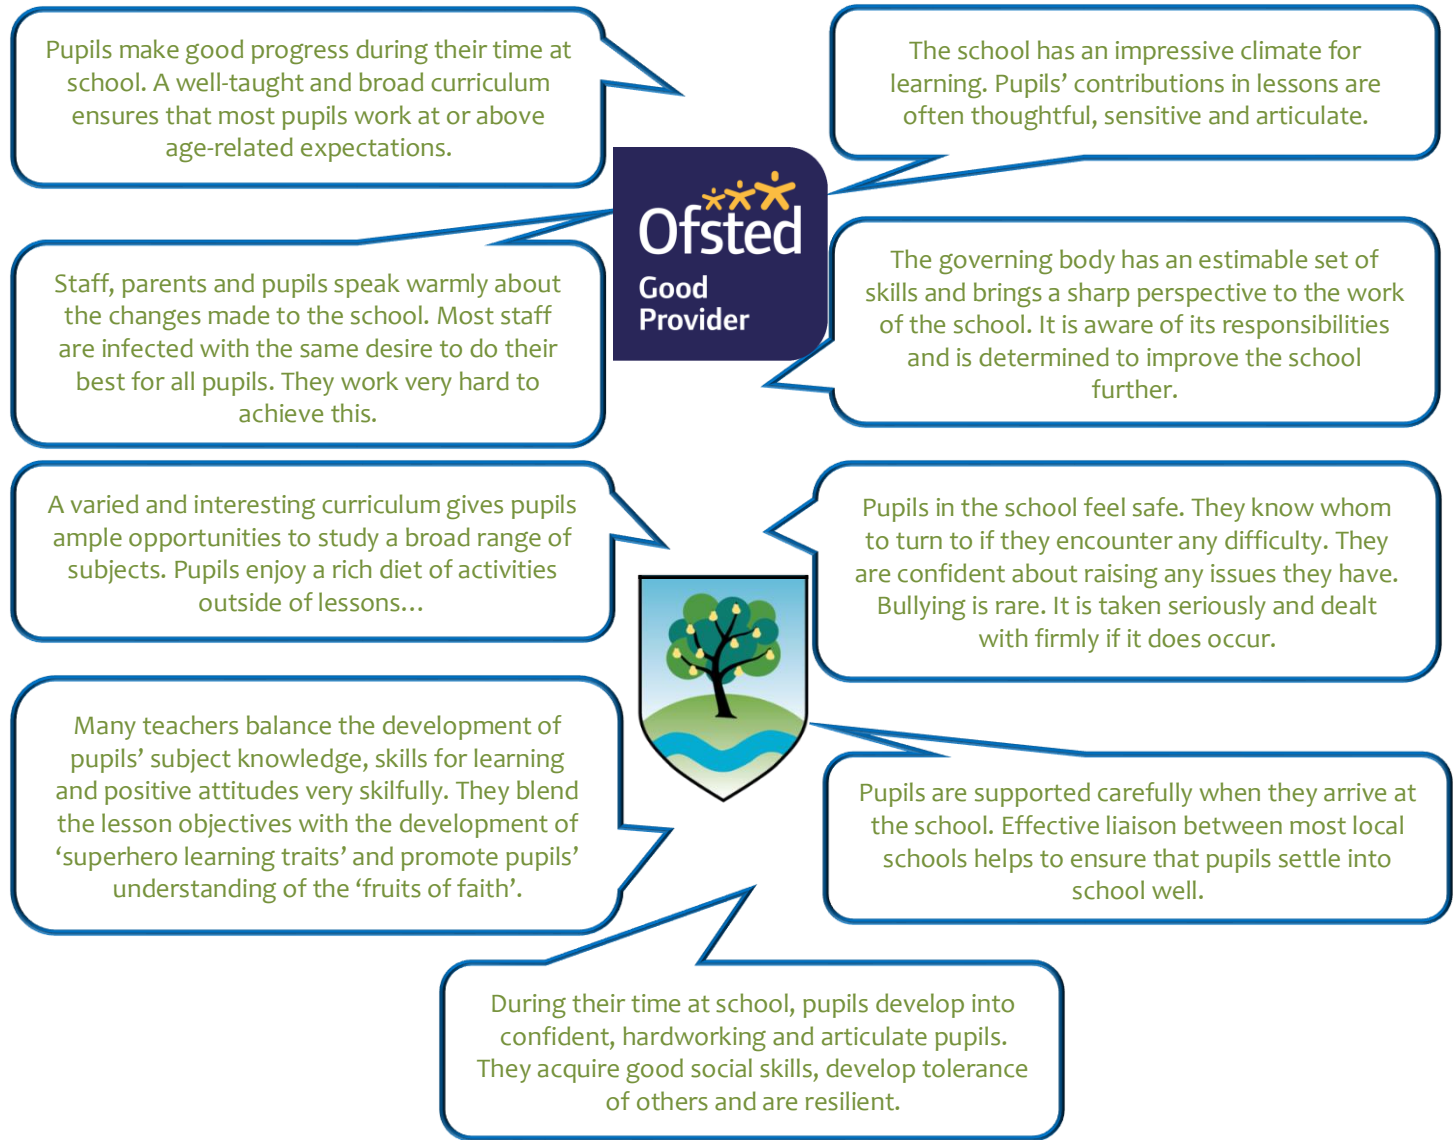 Pupils make good progress during their time at
school. A well-taught and broad curriculum
ensures that most pupils work at or above
age-related expectations.
The school has an impressive climate for
learning. Pupils’ contributions in lessons are
often thoughtful, sensitive and articulate.
Ofsted
Good
Provider
Staff, parents and pupils speak warmly about
the changes made to the school. Most staff
are infected with the same desire to do their
best for all pupils. They work very hard to
achieve this.
The governing body has an estimable set of
skills and brings a sharp perspective to the work
of the school. It is aware of its responsibilities
and is determined to improve the school
further.
A varied and interesting curriculum gives pupils
ample opportunities to study a broad range of
subjects. Pupils enjoy a rich diet of activities
outside of lessons…
Pupils in the school feel safe. They know whom
to turn to if they encounter any difficulty. They
are confident about raising any issues they have.
Bullying is rare. It is taken seriously and dealt
with firmly if it does occur.
Many teachers balance the development of
pupils’ subject knowledge, skills for learning
and positive attitudes very skilfully. They blend
the lesson objectives with the development of
‘superhero learning traits’ and promote pupils’
understanding of the ‘fruits of faith’.
Pupils are supported carefully when they arrive at
the school. Effective liaison between most local
schools helps to ensure that pupils settle into
school well.
During their time at school, pupils develop into
confident, hardworking and articulate pupils.
They acquire good social skills, develop tolerance
of others and are resilient.